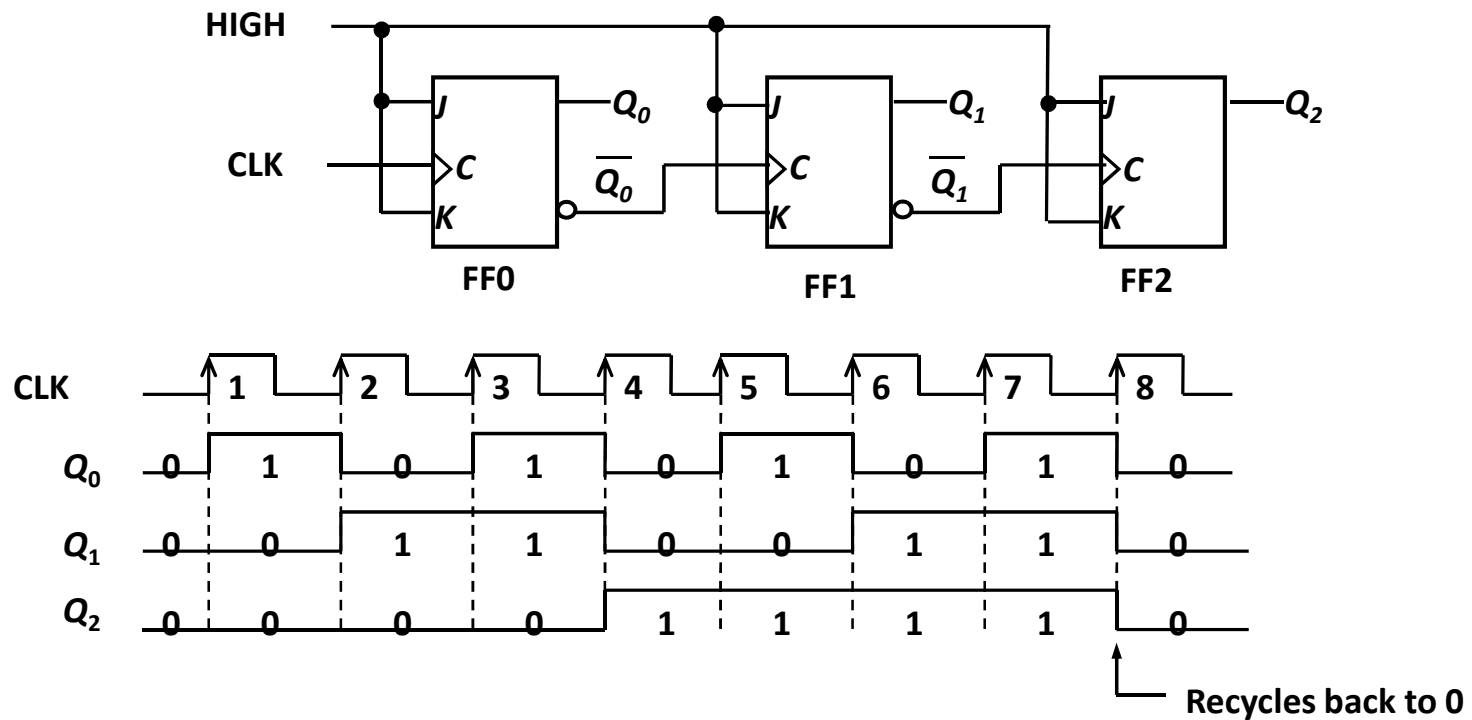 HIGH
J Q₀ J Q₁ J Q₂
CLK C Q̅₀̅ C Q̅₁̅ C
K K K
FF0 FF1 FF2
CLK 1 2 3 4 5 6 7 8
Q₀ 0 1 0 1 0 1 0 1 0
Q₁ 0 0 1 1 0 0 1 1 0
Q₂ 0 0 0 0 1 1 1 1 0
Recycles back to 0